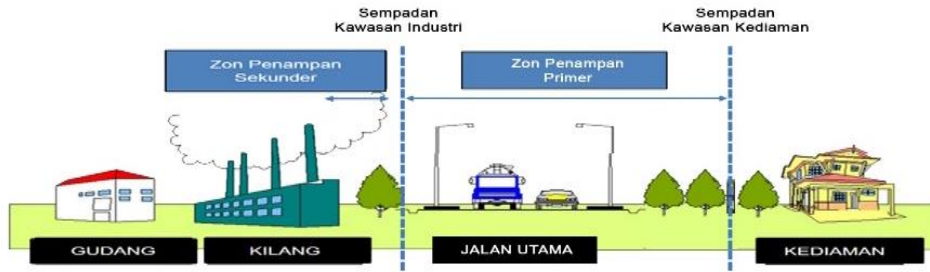 Sempadan
Kawasan Industri
Sempadan
Kawasan Kediaman
Zon Penampan
Sekunder
Zon Penampan
Primer
GUDANG
KILANG
JALAN UTAMA
KEDIAMAN